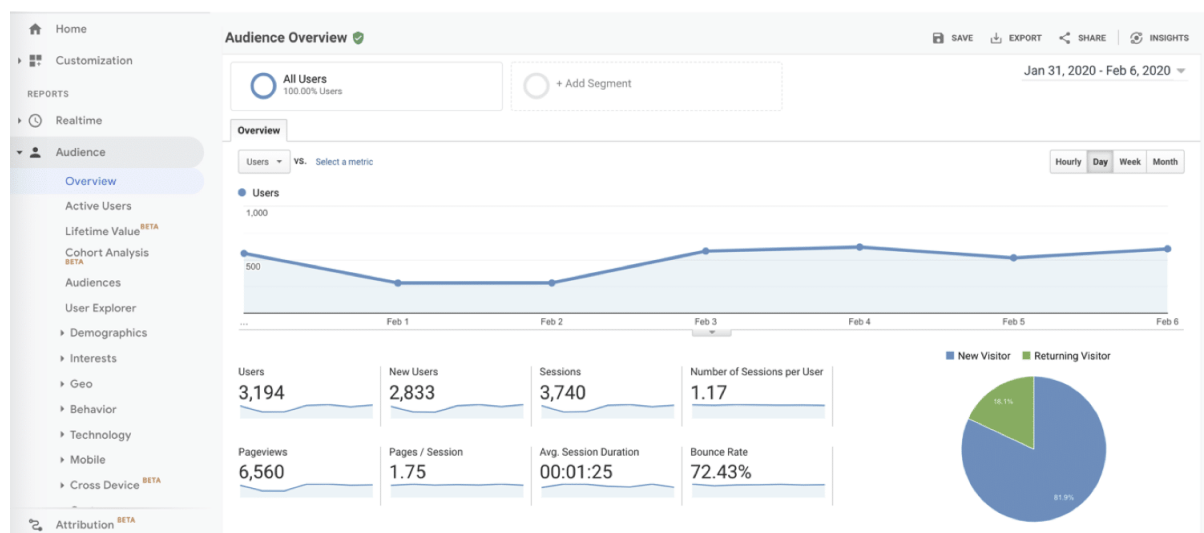 Home
Customization
REPORTS
Realtime
Audience
Overview
Active Users
Lifetime Value BETA
Cohort Analysis
BETA
Audiences
User Explorer
Demographics
Interests
Geo
Behavior
Technology
Mobile
Cross Device BETA
Attribution BETA
Audience Overview
SAVE
EXPORT
SHARE
INSIGHTS
All Users
100.00% Users
+ Add Segment
Jan 31, 2020 - Feb 6, 2020
Overview
Users VS. Select a metric
Hourly Day Week Month
Users
1,000
500
... Feb 1 Feb 2 Feb 3 Feb 4 Feb 5 Feb 6
Users
3,194
New Users
2,833
Sessions
3,740
Number of Sessions per User
1.17
Pageviews
6,560
Pages / Session
1.75
Avg. Session Duration
00:01:25
Bounce Rate
72.43%
New Visitor Returning Visitor
81.9%